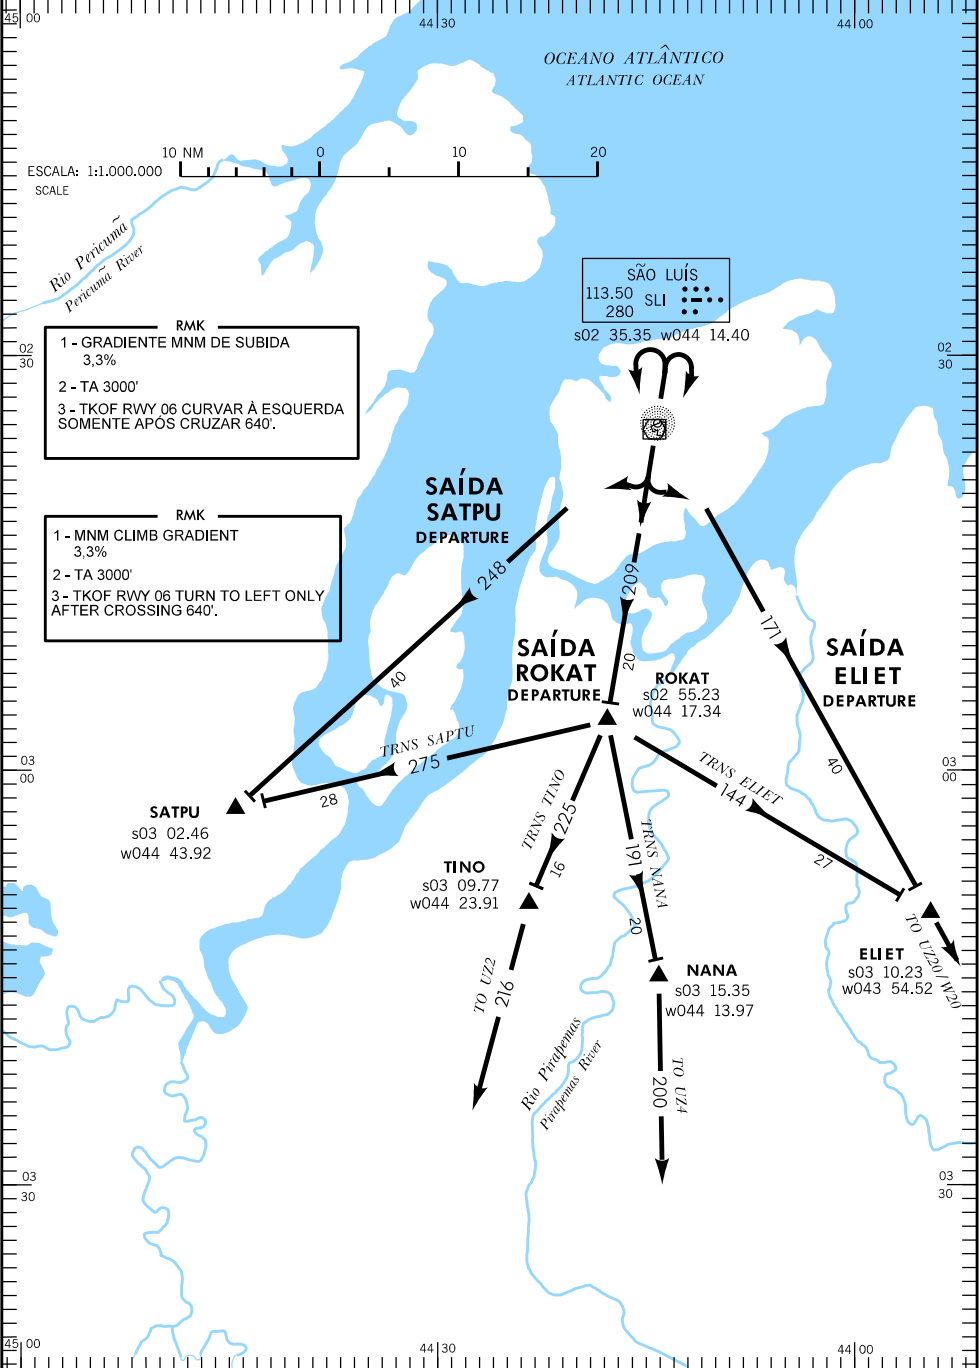 45 00
44 30
44 00
OCEANO ATLÂNTICO
ATLANTIC OCEAN
10 NM 0 10 20
ESCALA: 1:1.000.000
SCALE
Rio Pericumã
Pericumã River
SÃO LUÍS
113.50 SLI
280
s02 35.35 w044 14.40
RMK
1 - GRADIENTE MNM DE SUBIDA
3,3%
2 - TA 3000'
3 - TKOF RWY 06 CURVAR À ESQUERDA
SOMENTE APÓS CRUZAR 640'.
02
30
02
30
RMK
1 - MNM CLIMB GRADIENT
3,3%
2 - TA 3000'
3 - TKOF RWY 06 TURN TO LEFT ONLY
AFTER CROSSING 640'.
SAÍDA
SATPU
DEPARTURE
248
40
209
20
171
40
SAÍDA
ROKAT
DEPARTURE
ROKAT
s02 55.23
w044 17.34
SAÍDA
ELIET
DEPARTURE
TRNS SAPTU
275
28
TRNS TINO
225
16
TRNS NANA
191
20
TRNS ELIET
144
27
03
00
03
00
SATPU
s03 02.46
w044 43.92
TINO
s03 09.77
w044 23.91
TO UZ2
216
NANA
s03 15.35
w044 13.97
TO UZ4
200
ELIET
s03 10.23
w043 54.52
TO UZ20/W20
Rio Pirapemas
Pirapemas River
03
30
03
30
45 00
44 30
44 00